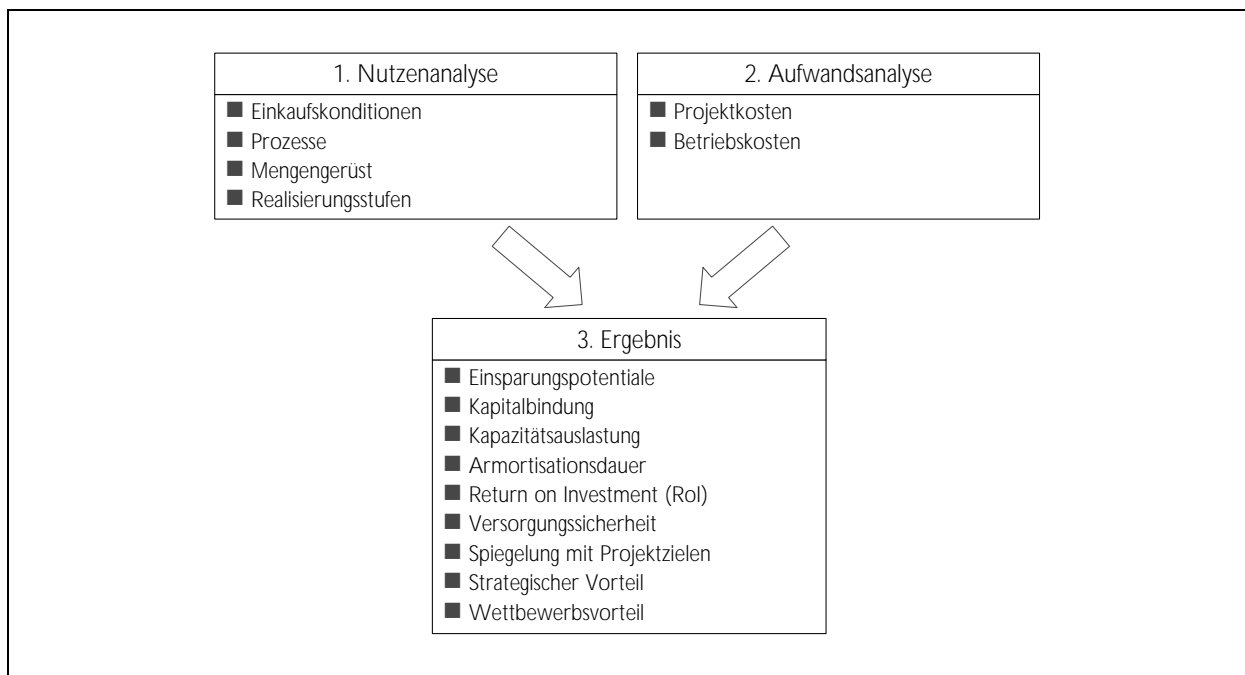 1. Nutzenanalyse
■ Einkaufskonditionen
■ Prozesse
■ Mengengerüst
■ Realisierungsstufen
2. Aufwandsanalyse
■ Projektkosten
■ Betriebskosten
3. Ergebnis
■ Einsparungspotentiale
■ Kapitalbindung
■ Kapazitätsauslastung
■ Armortisationsdauer
■ Return on Investment (RoI)
■ Versorgungssicherheit
■ Spiegelung mit Projektzielen
■ Strategischer Vorteil
■ Wettbewerbsvorteil